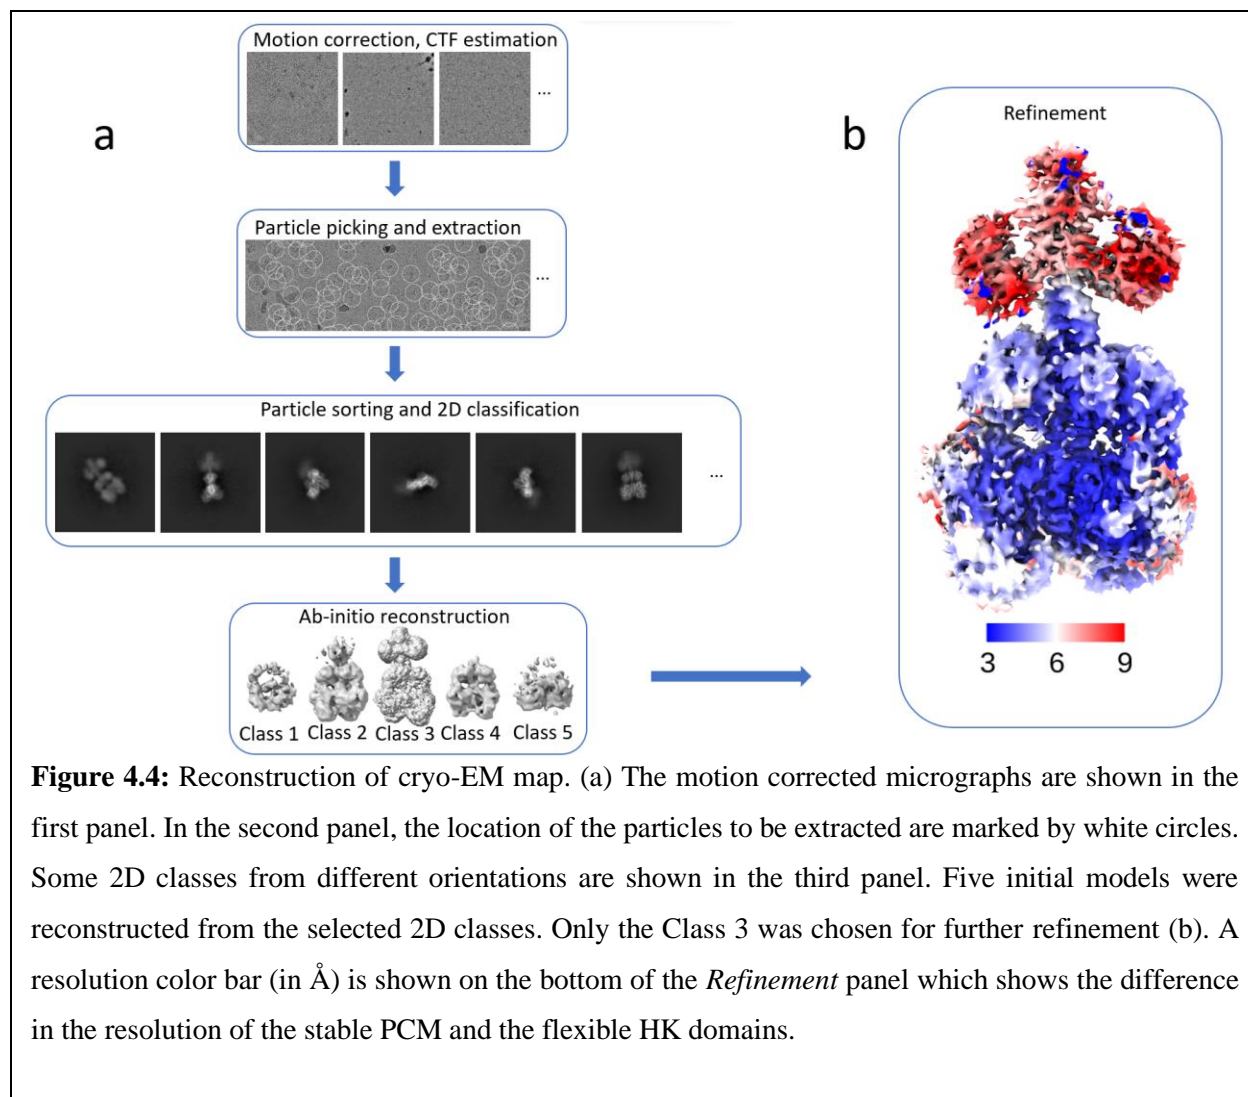 a
Motion correction, CTF estimation
...
Particle picking and extraction
...
Particle sorting and 2D classification
...
Ab-initio reconstruction
Class 1 Class 2 Class 3 Class 4 Class 5
b
Refinement
3 6 9
Figure 4.4: Reconstruction of cryo-EM map. (a) The motion corrected micrographs are shown in the
first panel. In the second panel, the location of the particles to be extracted are marked by white circles.
Some 2D classes from different orientations are shown in the third panel. Five initial models were
reconstructed from the selected 2D classes. Only the Class 3 was chosen for further refinement (b). A
resolution color bar (in Å) is shown on the bottom of the Refinement panel which shows the difference
in the resolution of the stable PCM and the flexible HK domains.